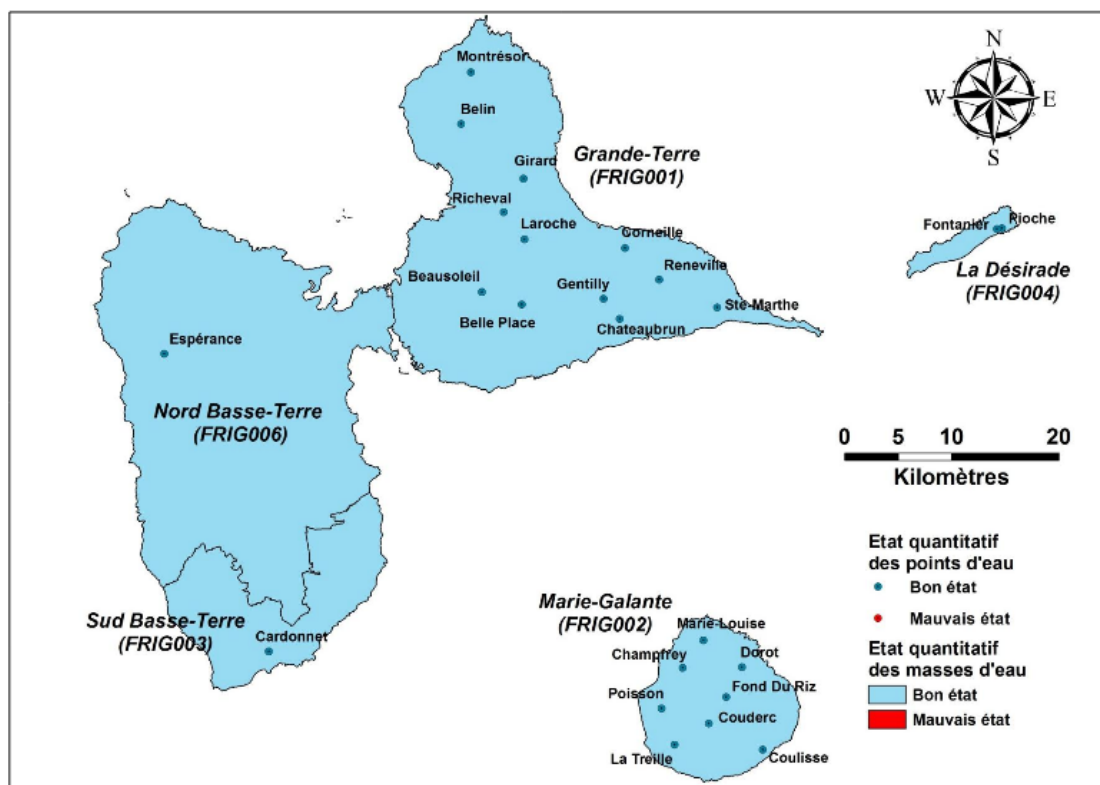 Montrésor
N
Belin
W
E
S
Grande-Terre
(FRIG001)
Girard
Richeval
Laroche
Corneille
Fontanier
Pioche
Beausoleil
Gentilly
Reneville
La Désirade
(FRIG004)
Belle Place
Ste-Marthe
Chateaubrun
Espérance
Nord Basse-Terre
(FRIG006)
0 5 10 20
Kilomètres
Etat quantitatif
des points d'eau
Bon état
Mauvais état
Etat quantitatif
des masses d'eau
Bon état
Mauvais état
Sud Basse-Terre
(FRIG003)
Cardonnet
Marie-Galante
(FRIG002)
Marie-Louise
Champfrey
Dorot
Poisson
Fond Du Riz
Couderc
La Treille
Coulisse